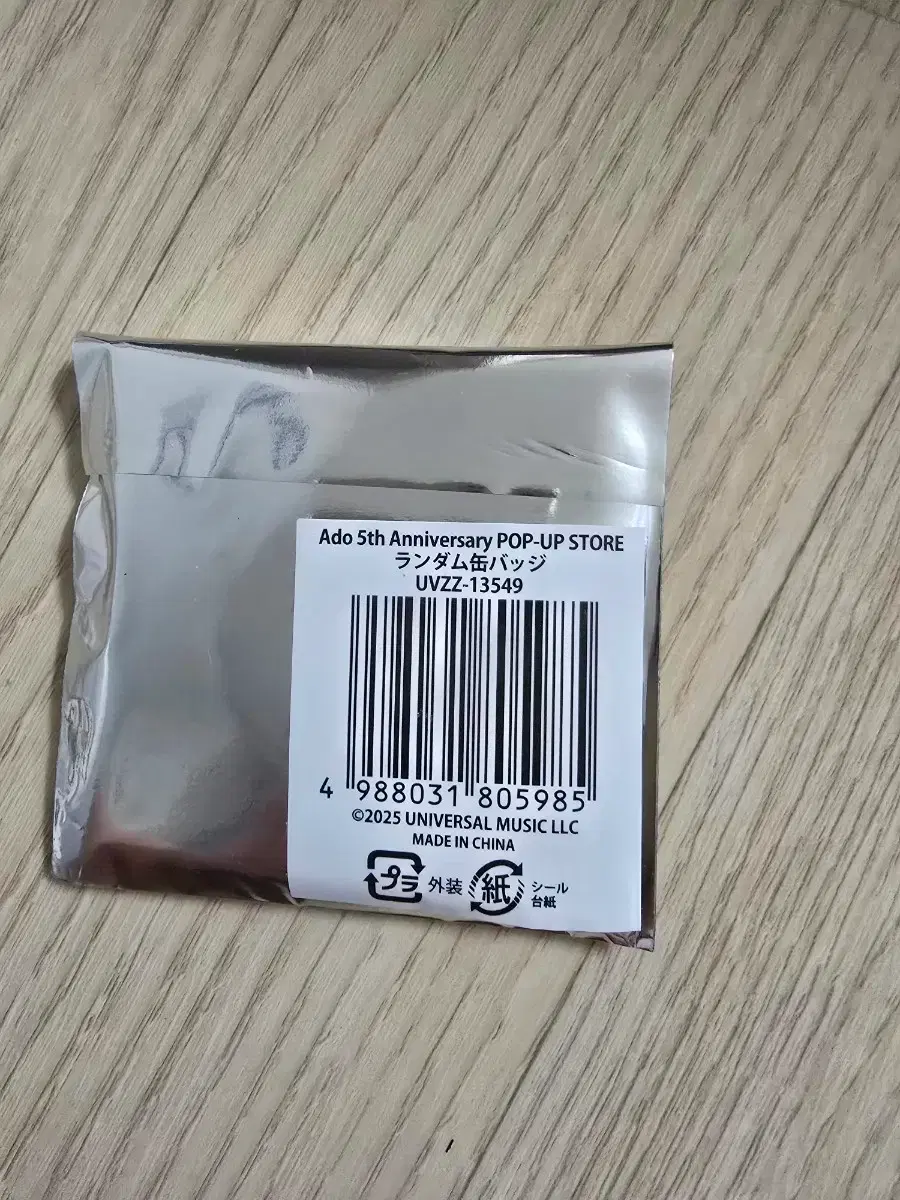 Ado 5th Anniversary POP-UP STORE
ランダム缶バッジ
UVZZ-13549
4 988031 805985
©2025 UNIVERSAL MUSIC LLC
MADE IN CHINA
プラ 外装 紙 シール
台紙